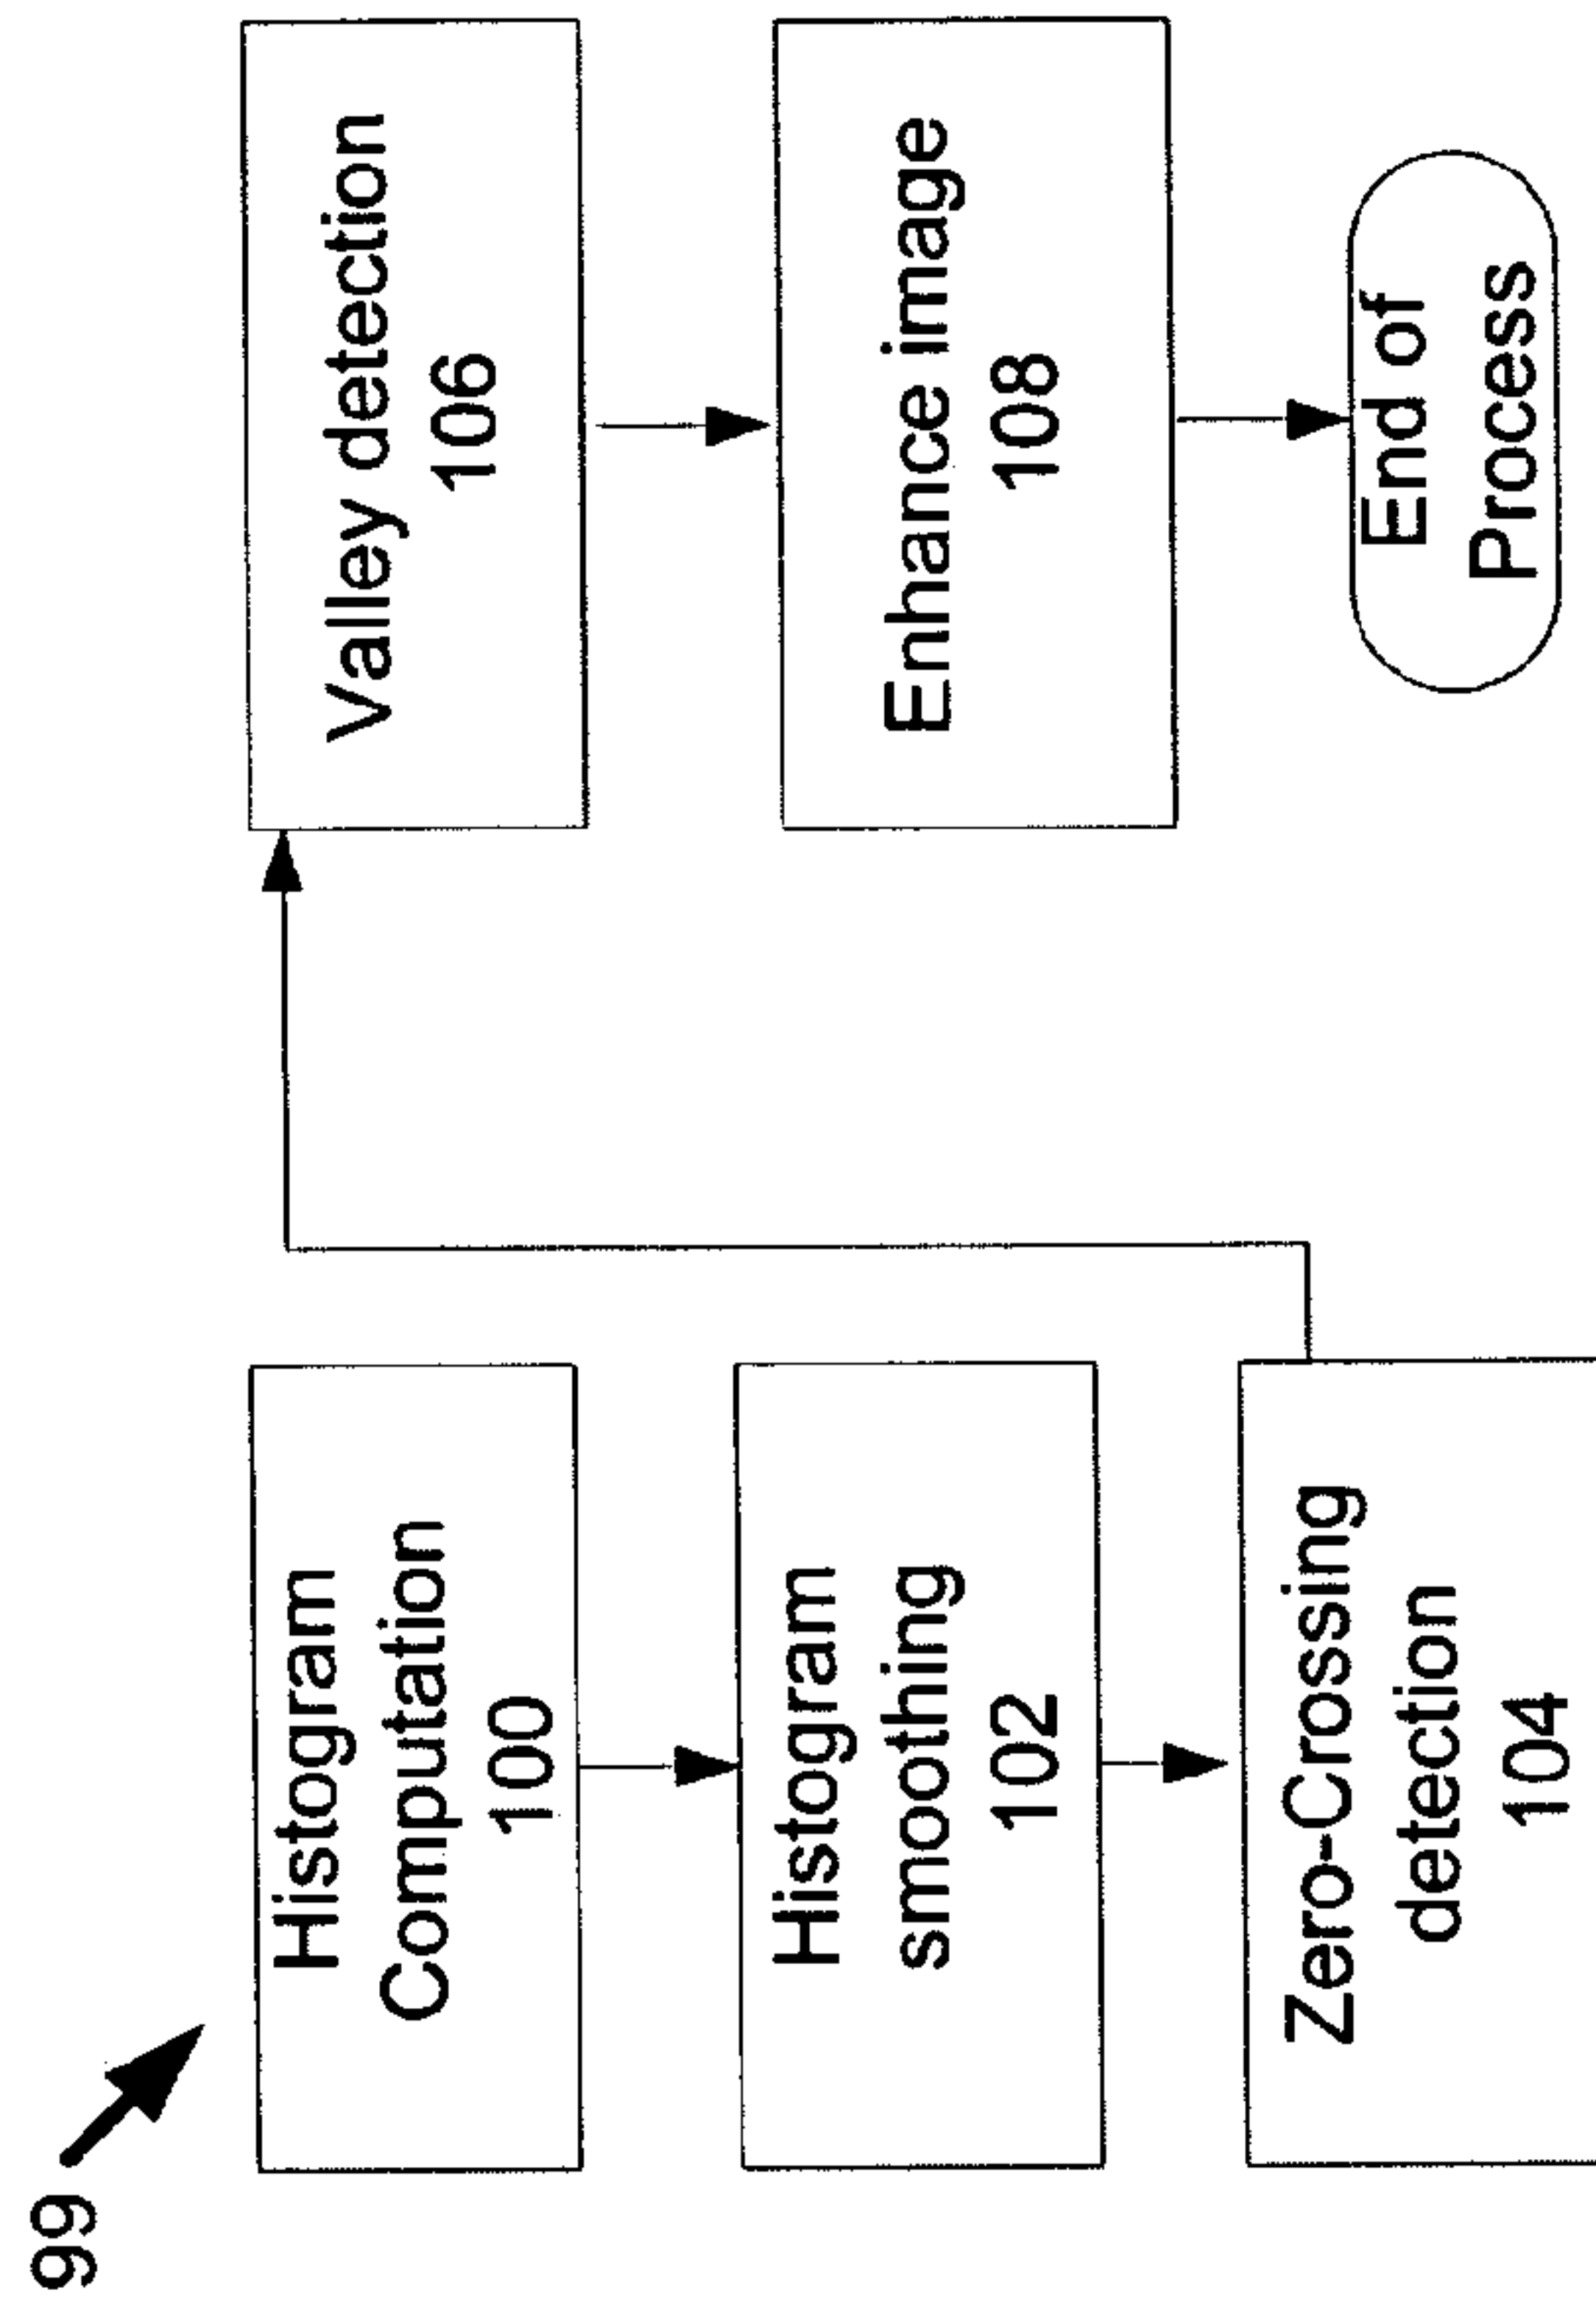 99
Histogram
Computation
100
Histogram
smoothing
102
Zero-Crossing
detection
104
Valley detection
106
Enhance image
108
End of
Process